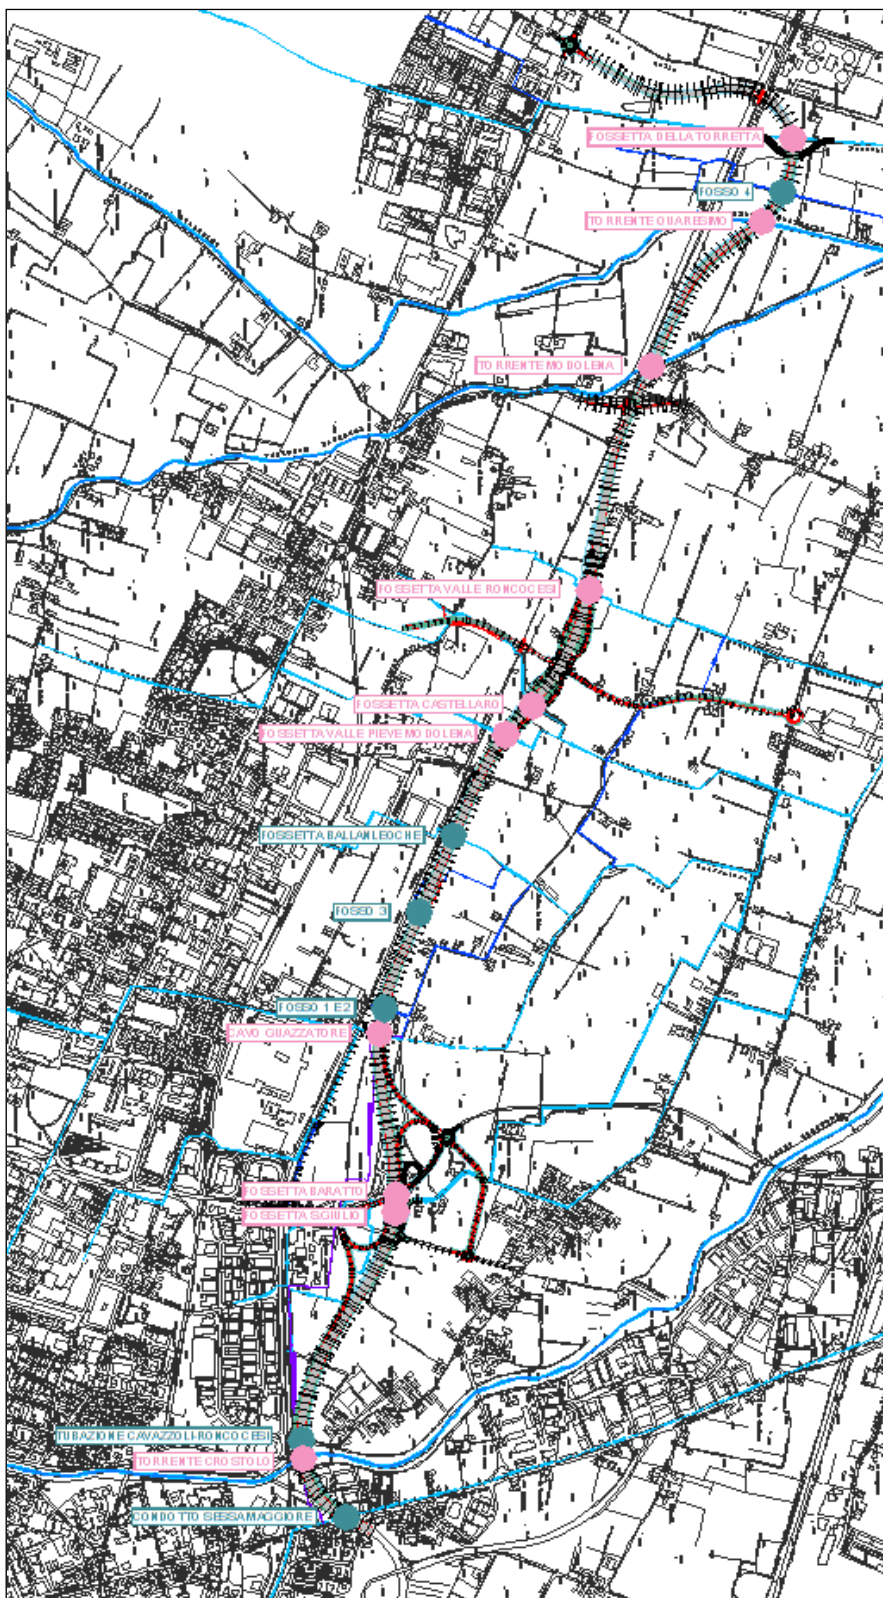 FOSSETTA DELLA TORRETTA
FOSSO 4
TORRENTE QUARESIMO
TORRENTE MODOLENA
FOSSETTA VALLE RONCOCESI
FOSSETTA CASTELLARO
FOSSETTA VALLE PIEVE MODOLENA
FOSSETTA BALLANLEOCHE
FOSSO 3
FOSSO 1 E 2
CAVO GUAZZATORE
FOSSETTA BARATTO
FOSSETTA S.GIULIO
TUBAZIONE CAVAZZOLI-RONCOCESI
TORRENTE CROSTOLO
CONDOTTO SESSAMAGGIORE